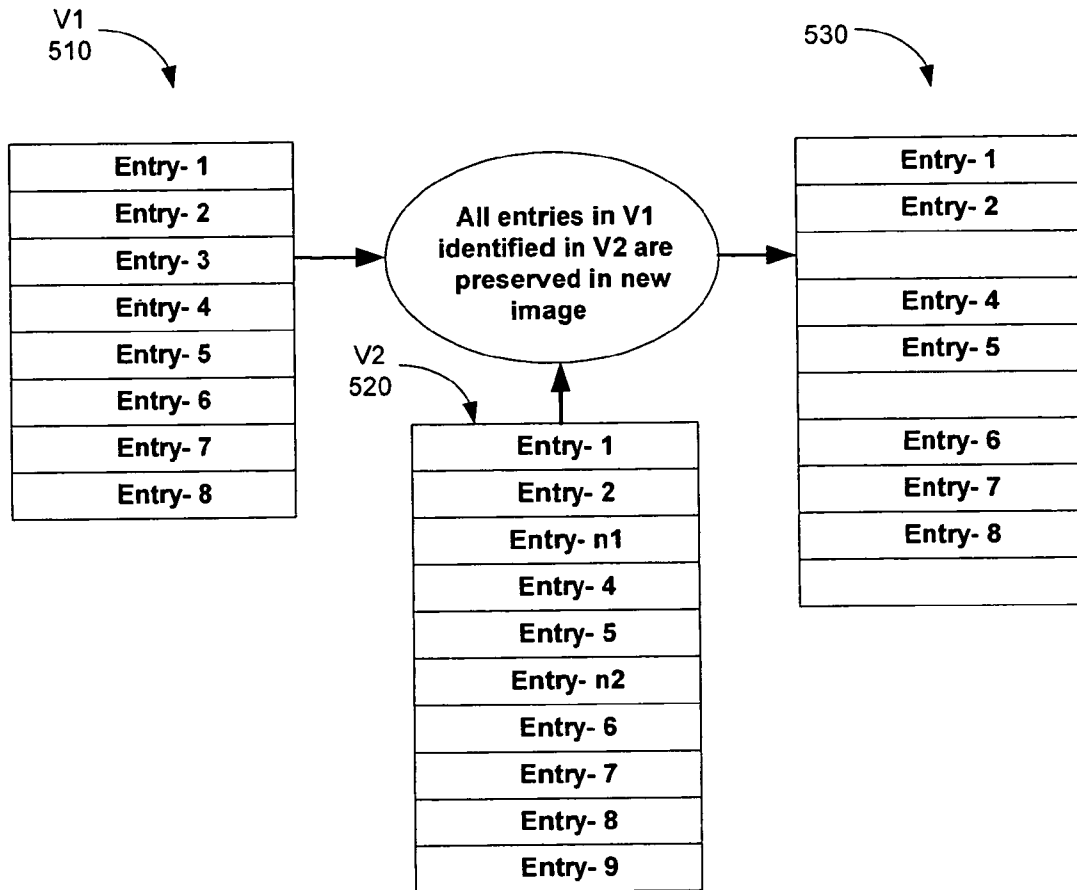 V1
510
530
Entry- 1
Entry- 2
Entry- 3
Entry- 4
Entry- 5
Entry- 6
Entry- 7
Entry- 8
All entries in V1
identified in V2 are
preserved in new
image
V2
520
Entry- 1
Entry- 2
Entry- n1
Entry- 4
Entry- 5
Entry- n2
Entry- 6
Entry- 7
Entry- 8
Entry- 9
Entry- 1
Entry- 2
Entry- 4
Entry- 5
Entry- 6
Entry- 7
Entry- 8